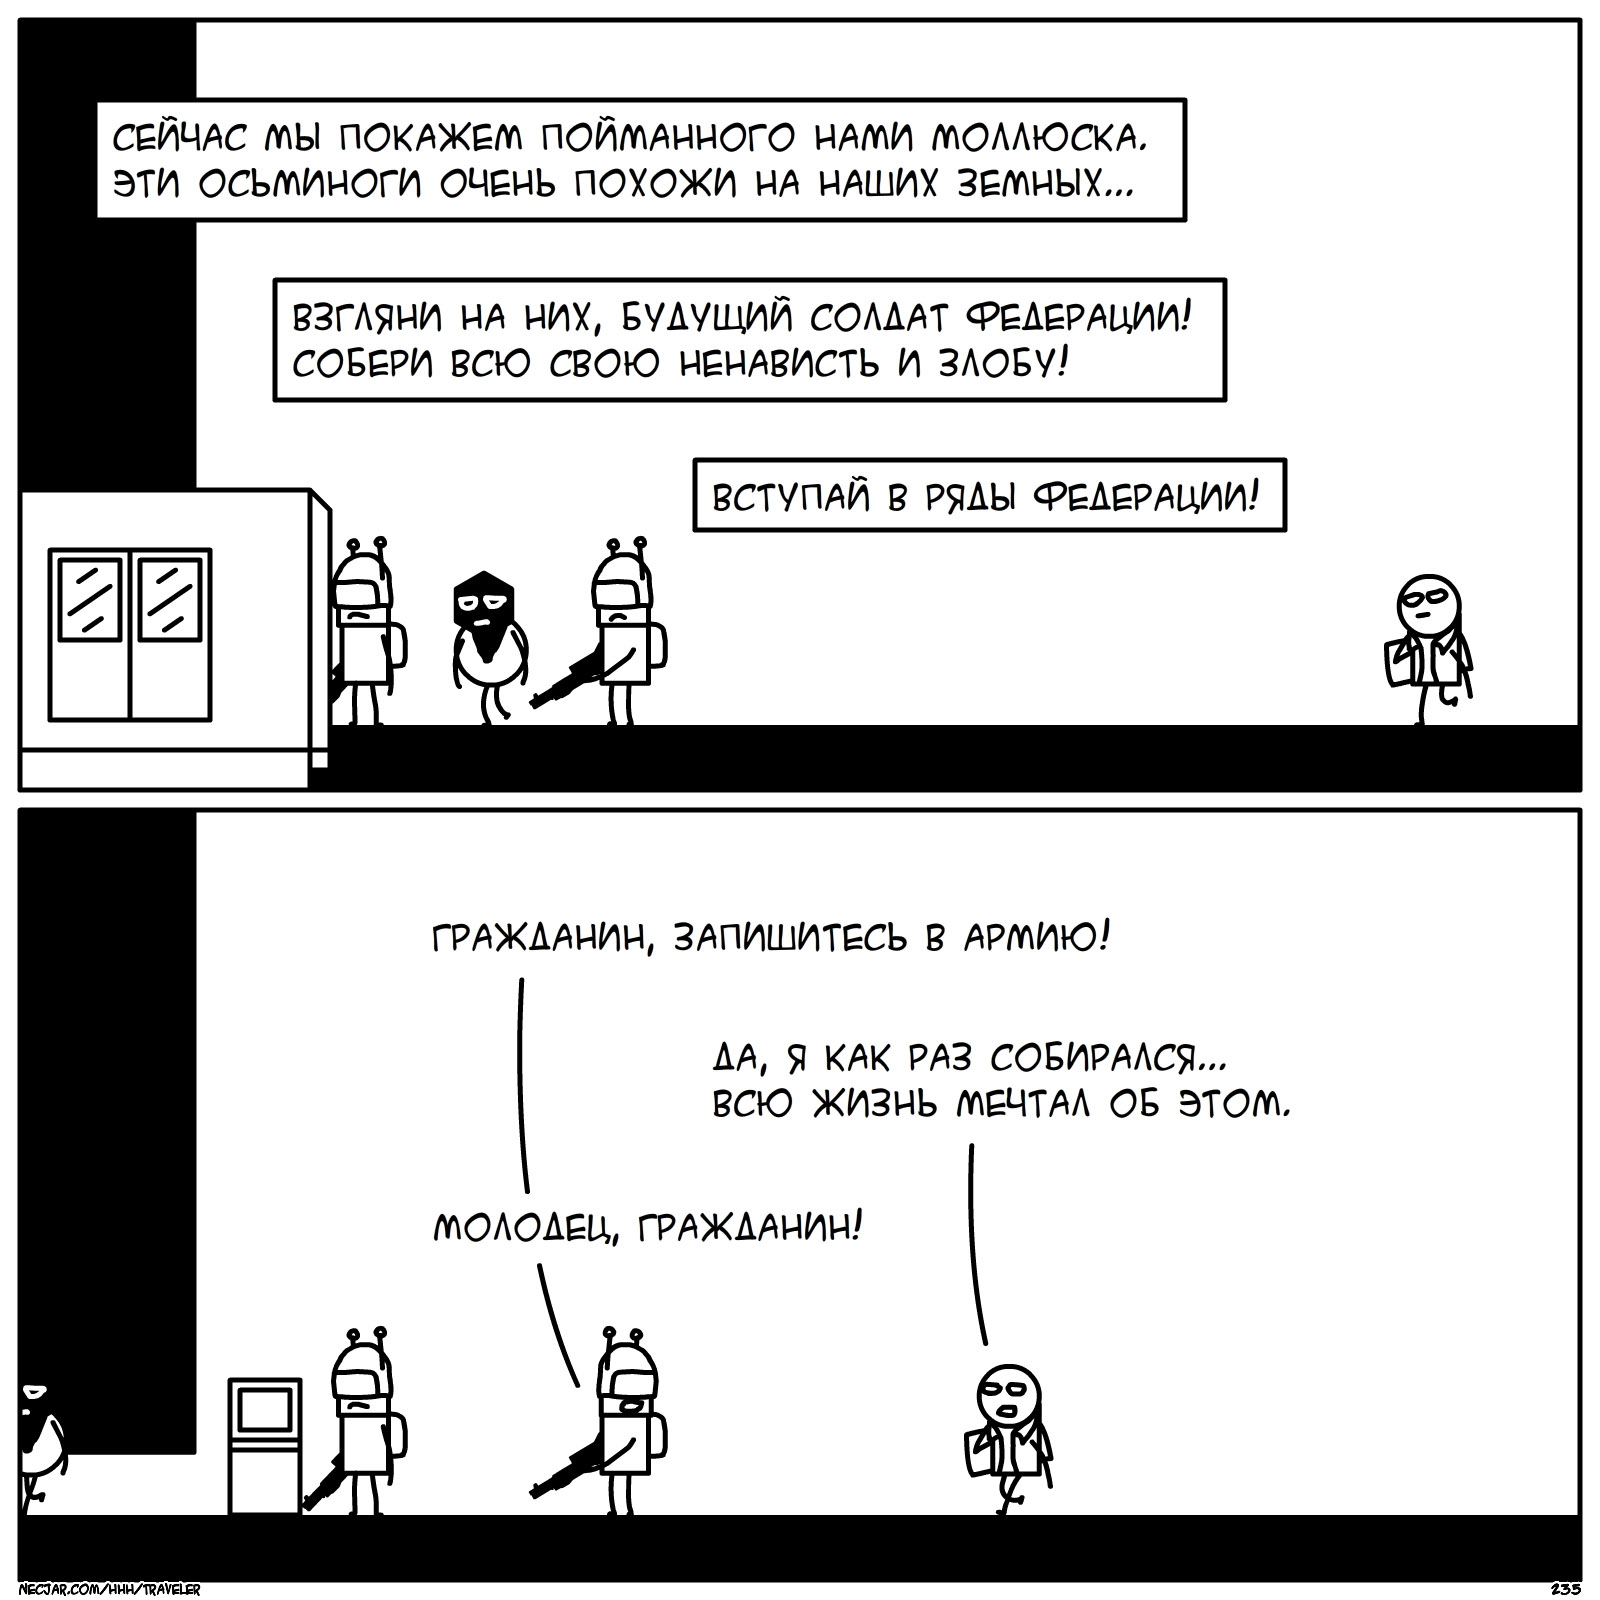 СЕЙЧАС МЫ ПОКАЖЕМ ПОЙМАННОГО НАМИ МОЛЛЮСКА.
ЭТИ ОСЬМИНОГИ ОЧЕНЬ ПОХОЖИ НА НАШИХ ЗЕМНЫХ...
ВЗГЛЯНИ НА НИХ, БУДУЩИЙ СОЛДАТ ФЕДЕРАЦИИ!
СОБЕРИ ВСЮ СВОЮ НЕНАВИСТЬ И ЗЛОБУ!
ВСТУПАЙ В РЯДЫ ФЕДЕРАЦИИ!
ГРАЖДАНИН, ЗАПИШИТЕСЬ В АРМИЮ!
ДА, Я КАК РАЗ СОБИРАЛСЯ...
ВСЮ ЖИЗНЬ МЕЧТАЛ ОБ ЭТОМ.
МОЛОДЕЦ, ГРАЖДАНИН!
NECJAR.COM/HHH/TRAVELER
235